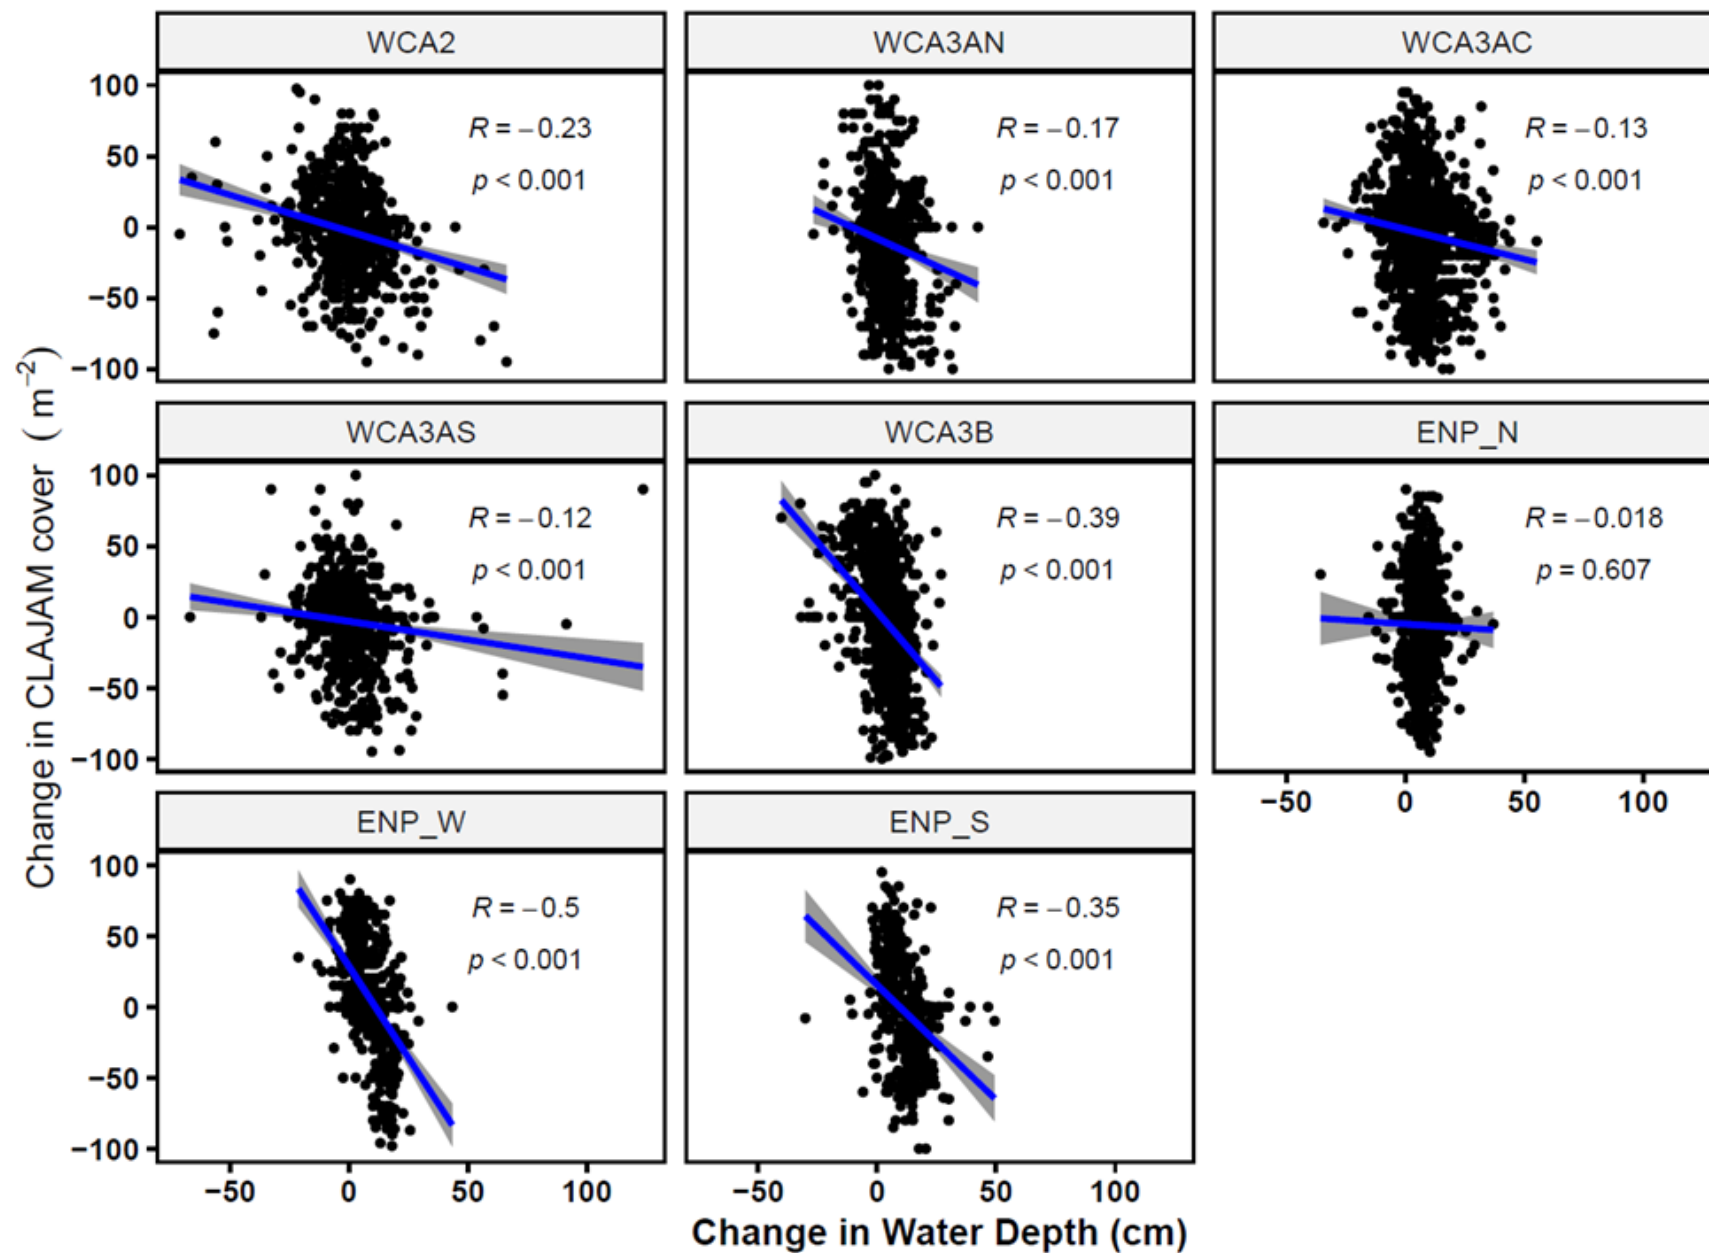 WCA2
WCA3AN
WCA3AC
100
50
0
−50
−100
R = −0.23
p < 0.001
R = −0.17
p < 0.001
R = −0.13
p < 0.001
WCA3AS
WCA3B
ENP_N
100
50
0
−50
−100
R = −0.12
p < 0.001
R = −0.39
p < 0.001
R = −0.018
p = 0.607
−50 0 50 100
ENP_W
ENP_S
100
50
0
−50
−100
R = −0.5
p < 0.001
R = −0.35
p < 0.001
−50 0 50 100
−50 0 50 100
Change in CLAJAM cover ( m⁻²)
Change in Water Depth (cm)